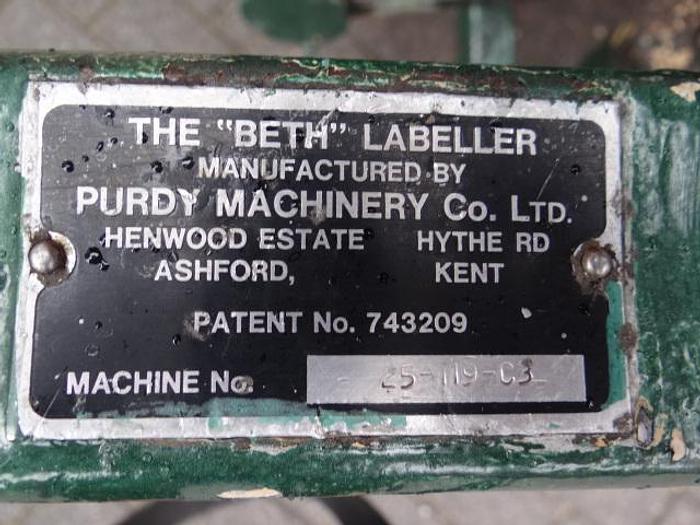 THE "BETH" LABELLER
MANUFACTURED BY
PURDY MACHINERY Co. LTD.
HENWOOD ESTATE HYTHE RD
ASHFORD, KENT
PATENT No. 743209
MACHINE No. 25-119-C3